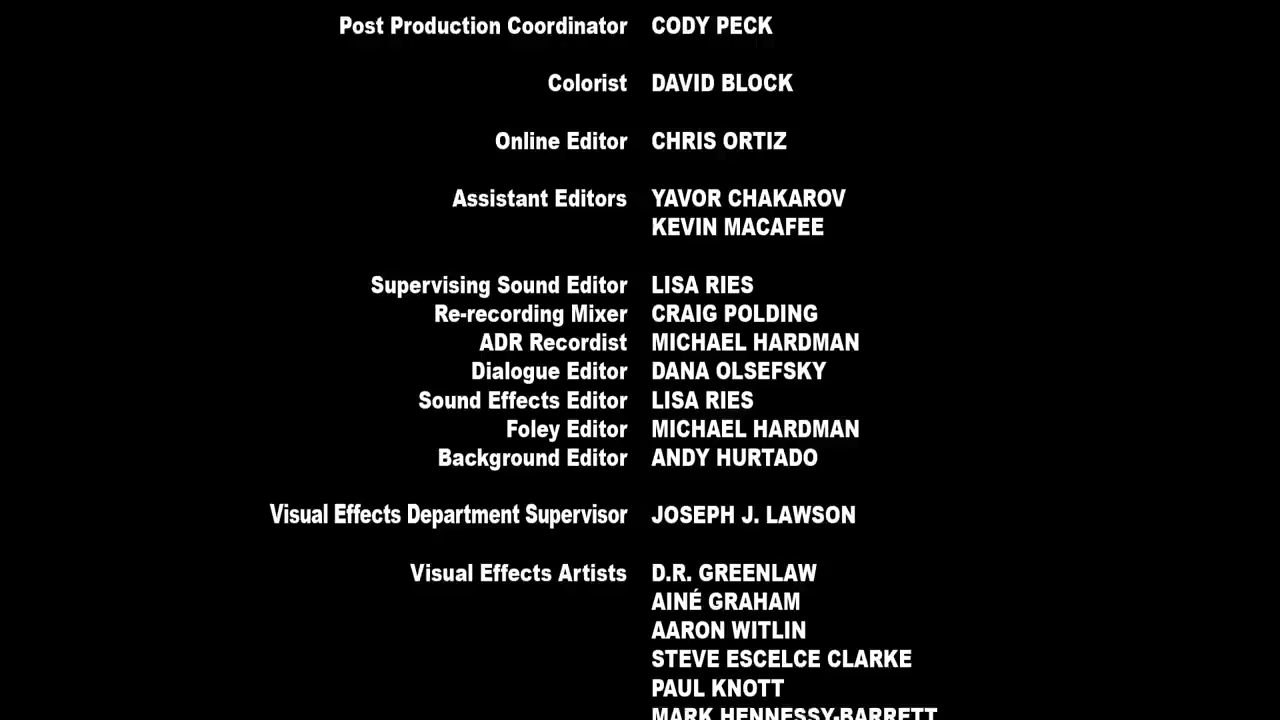 Post Production Coordinator CODY PECK
Colorist DAVID BLOCK
Online Editor CHRIS ORTIZ
Assistant Editors YAVOR CHAKAROV
KEVIN MACAFEE
Supervising Sound Editor LISA RIES
Re-recording Mixer CRAIG POLDING
ADR Recordist MICHAEL HARDMAN
Dialogue Editor DANA OLSEFSKY
Sound Effects Editor LISA RIES
Foley Editor MICHAEL HARDMAN
Background Editor ANDY HURTADO
Visual Effects Department Supervisor JOSEPH J. LAWSON
Visual Effects Artists D.R. GREENLAW
AINÉ GRAHAM
AARON WITLIN
STEVE ESCELCE CLARKE
PAUL KNOTT
MARK HENNESSY-BARRETT